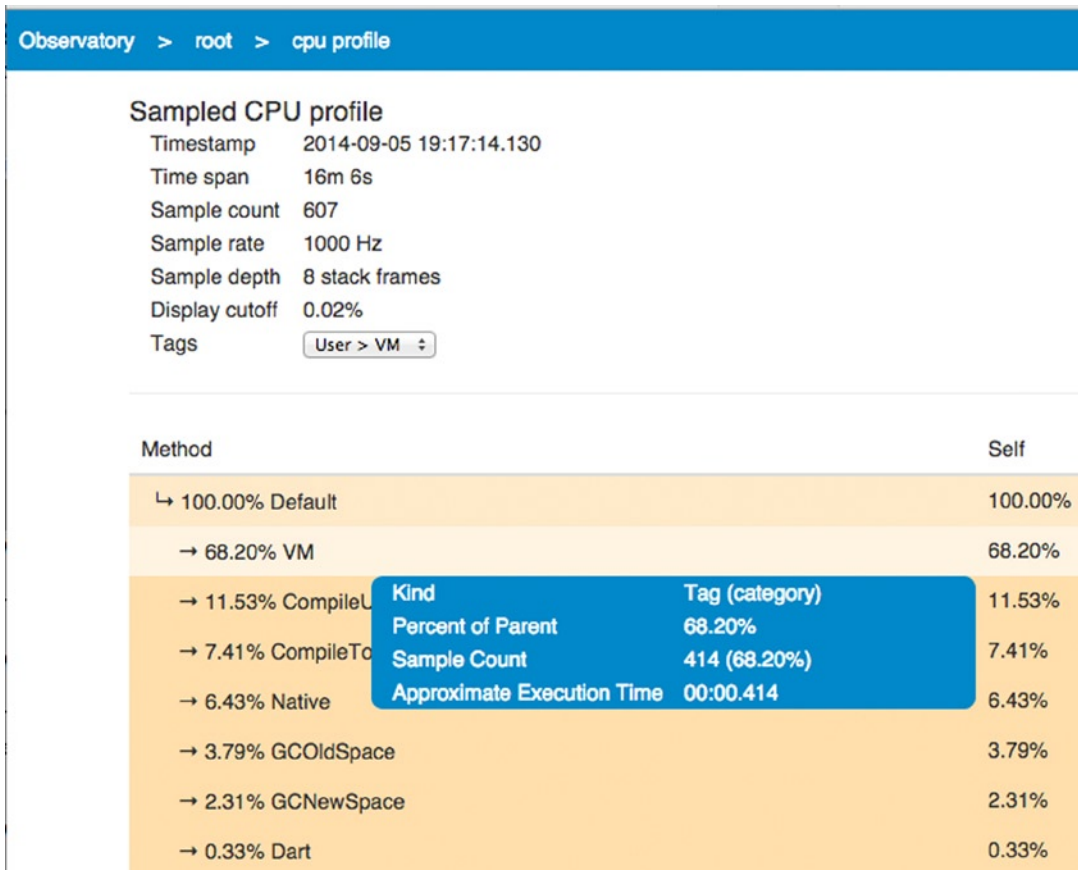 Observatory > root > cpu profile
Sampled CPU profile
Timestamp 2014-09-05 19:17:14.130
Time span 16m 6s
Sample count 607
Sample rate 1000 Hz
Sample depth 8 stack frames
Display cutoff 0.02%
Tags User > VM
Method Self
↳ 100.00% Default 100.00%
→ 68.20% VM 68.20%
→ 11.53% CompileU 11.53%
Kind Tag (category)
Percent of Parent 68.20%
→ 7.41% CompileTo 7.41%
Sample Count 414 (68.20%)
Approximate Execution Time 00:00.414
→ 6.43% Native 6.43%
→ 3.79% GCOldSpace 3.79%
→ 2.31% GCNewSpace 2.31%
→ 0.33% Dart 0.33%